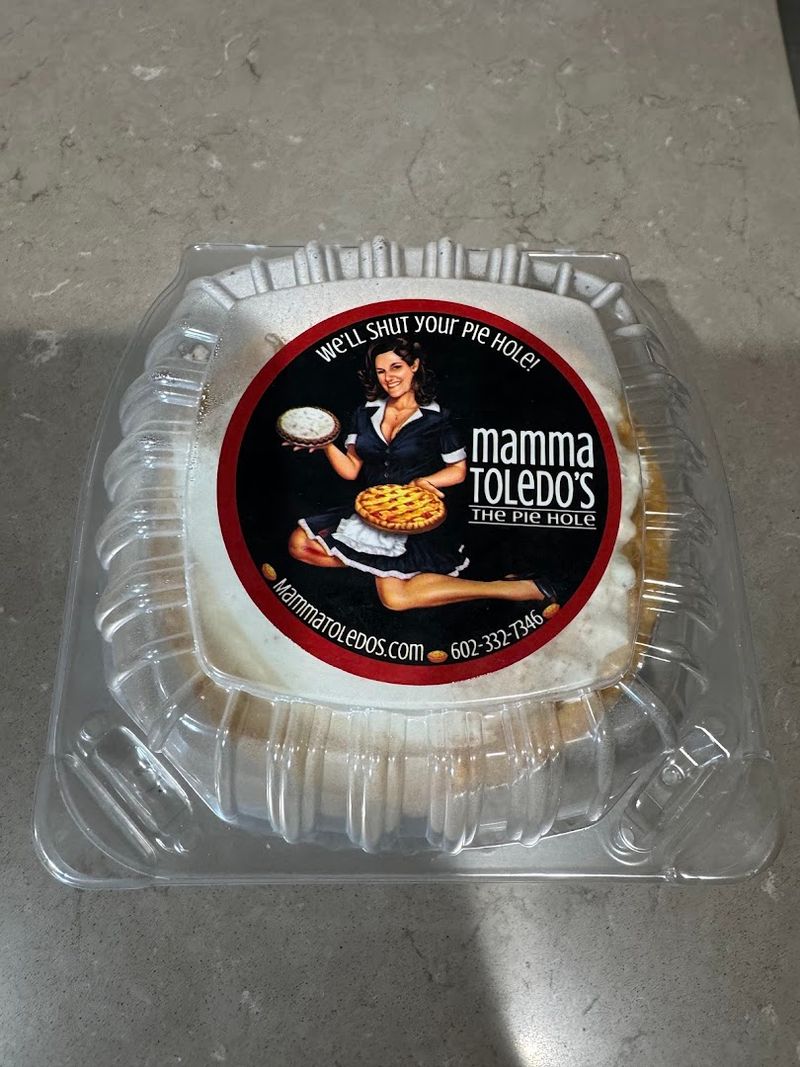 We'LL SHUT YOUR PIE HOLE!
mamma
TOLEDO'S
THE PIE HOLE
MAMMATOLEDOS.COM
602-332-7346